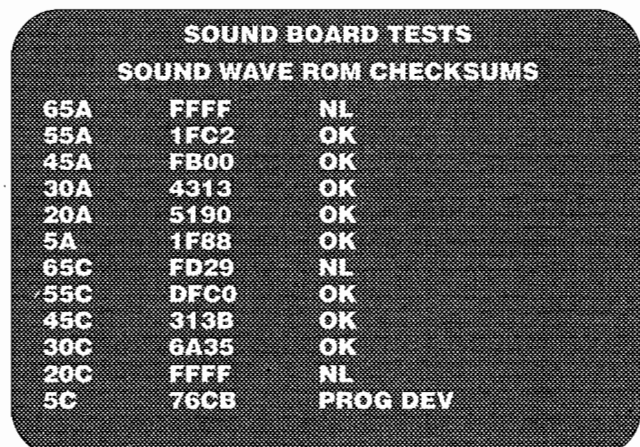 SOUND BOARD TESTS
SOUND WAVE ROM CHECKSUMS
65A FFFF NL
55A 1FC2 OK
45A FB00 OK
30A 4313 OK
20A 5190 OK
5A 1F88 OK
65C FD29 NL
55C DFC0 OK
45C 313B OK
30C 6A35 OK
20C FFFF NL
5C 76CB PROG DEV